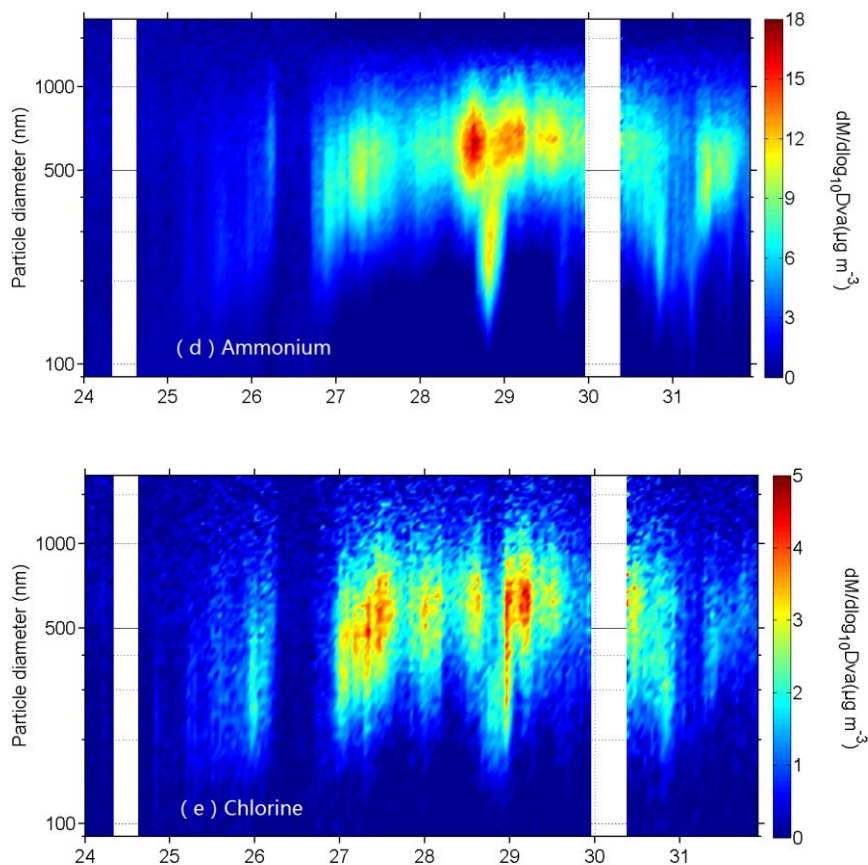 18
15
12
9
6
3
0
dM/dlog10Dva(μg m-3)
Particle diameter (nm)
1000
500
100
( d ) Ammonium
24 25 26 27 28 29 30 31
5
4
3
2
1
0
dM/dlog10Dva(μg m-3)
Particle diameter (nm)
1000
500
100
( e ) Chlorine
24 25 26 27 28 29 30 31